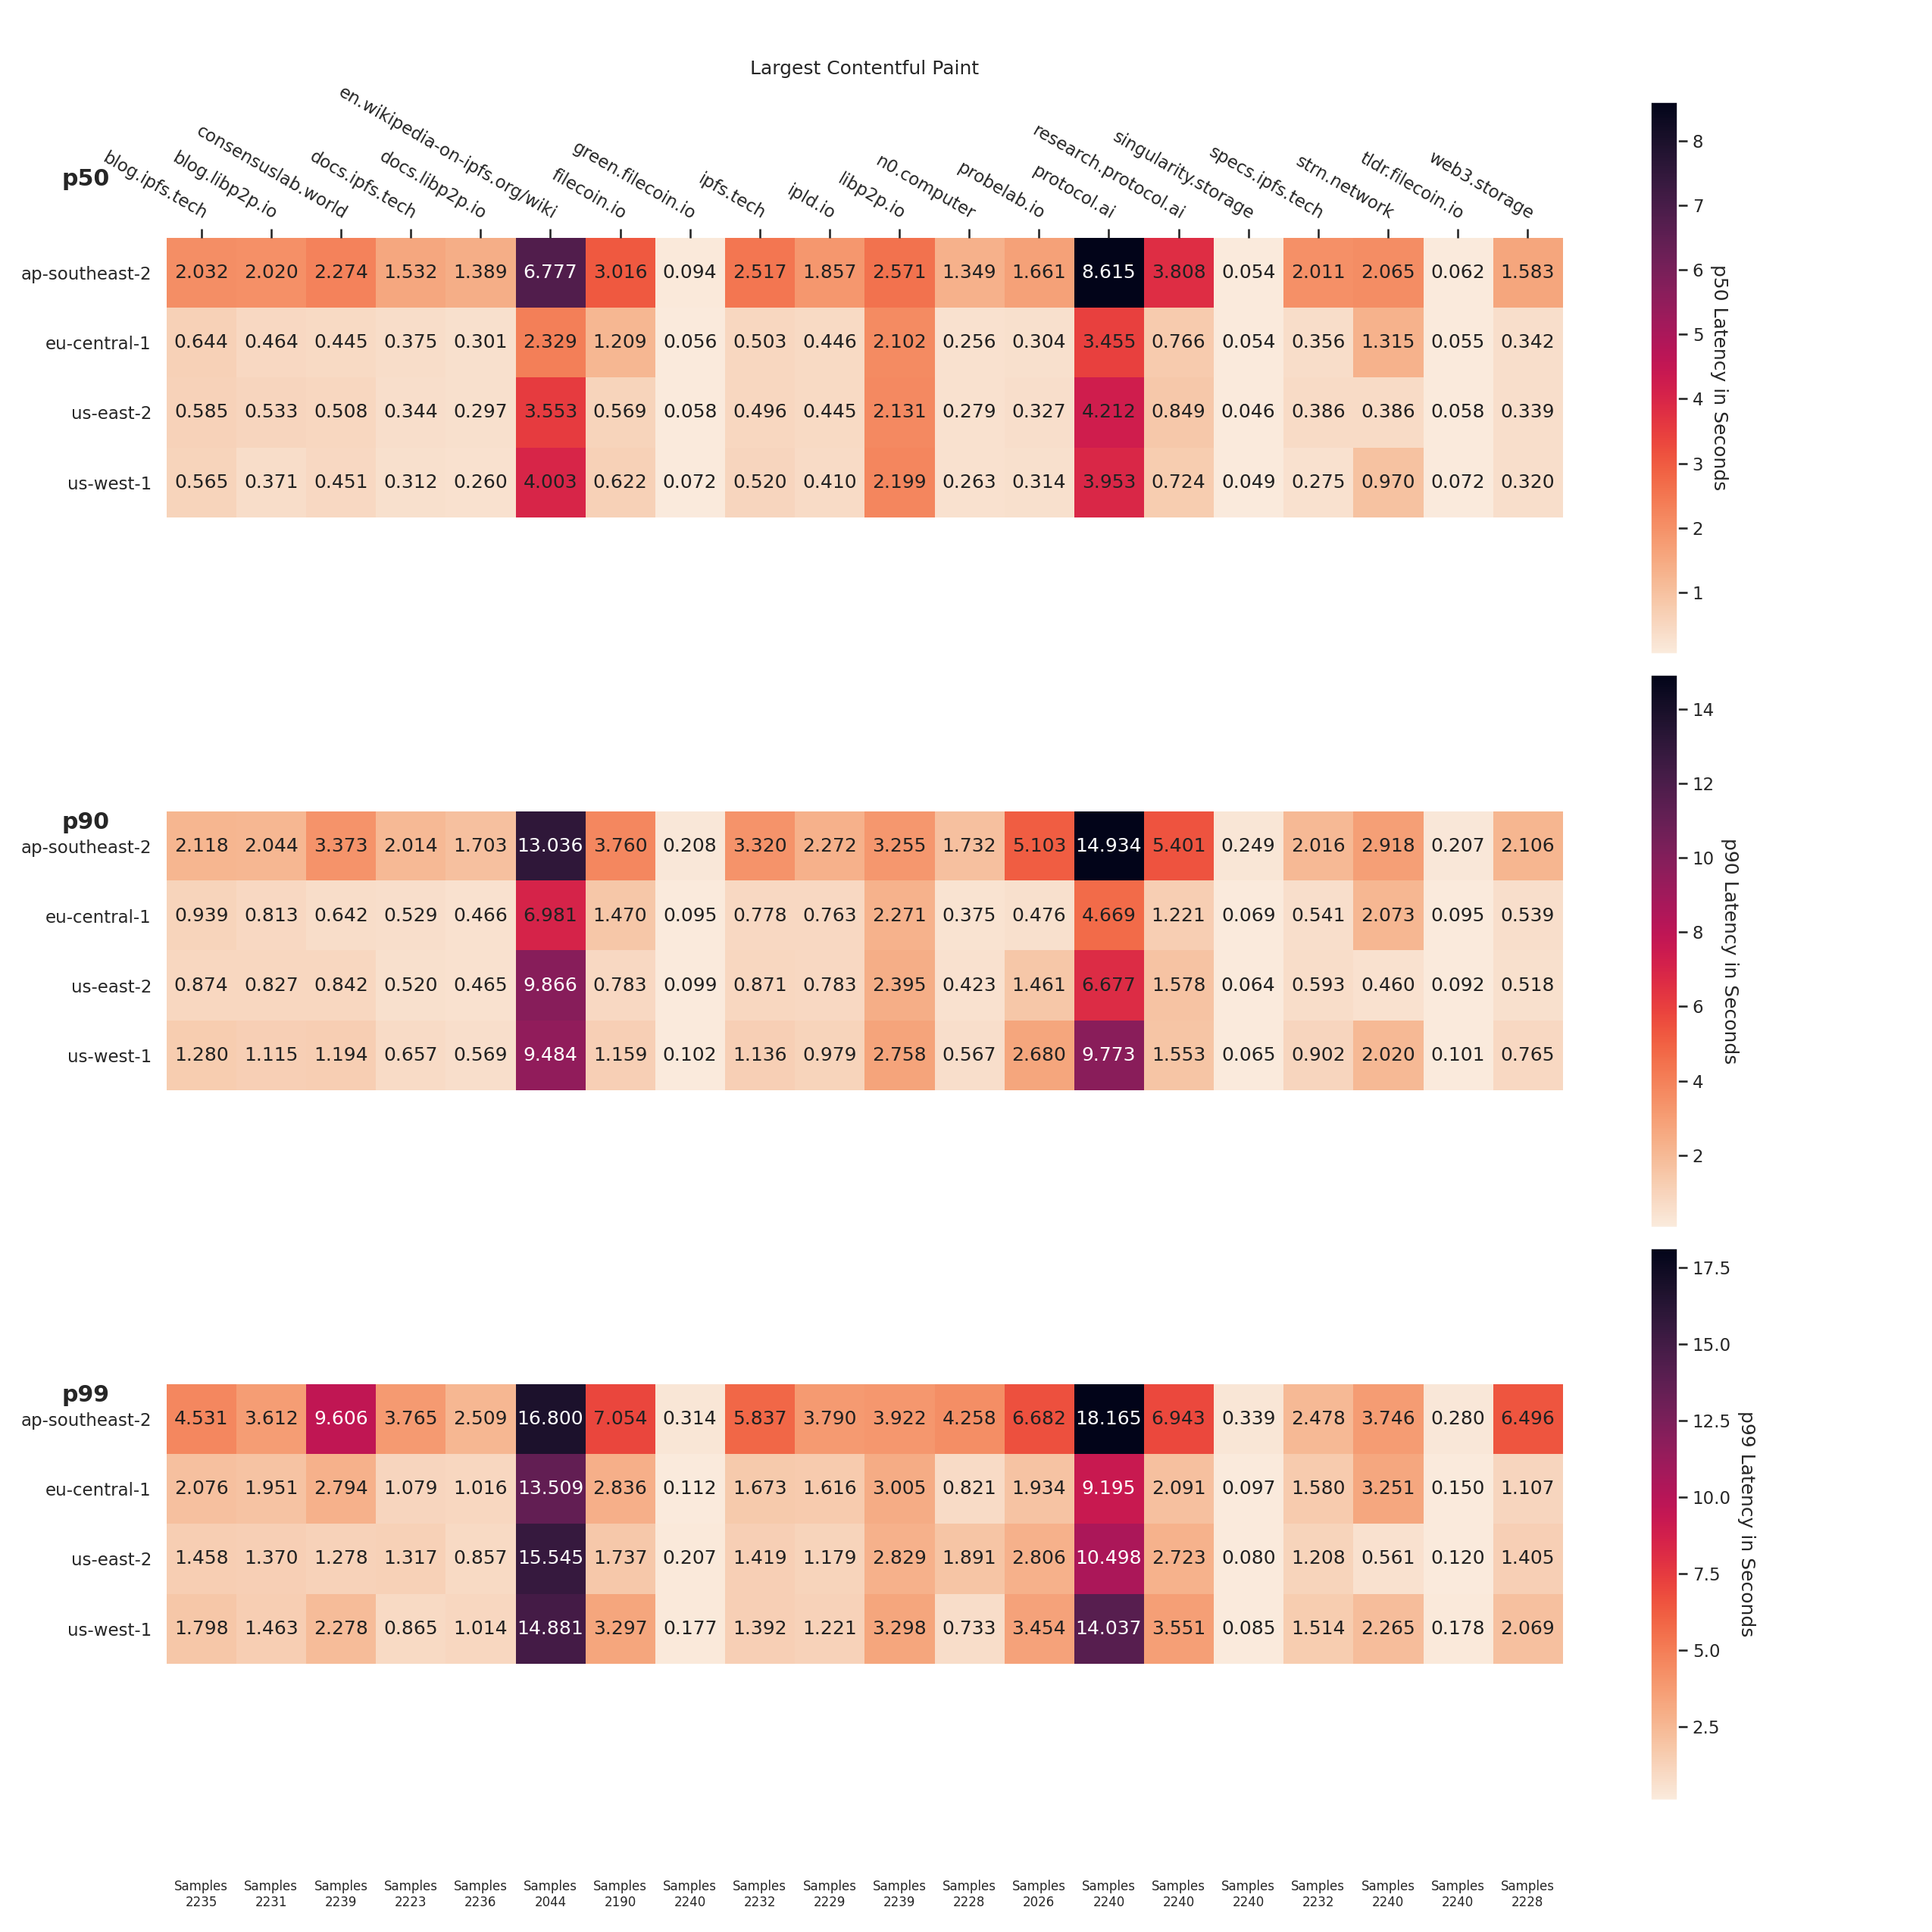 Largest Contentful Paint
p50
blog.ipfs.tech
blog.libp2p.io
consensuslab.world
docs.ipfs.tech
docs.libp2p.io
en.wikipedia-on-ipfs.org/wiki
filecoin.io
green.filecoin.io
ipfs.tech
ipld.io
libp2p.io
n0.computer
probelab.io
protocol.ai
research.protocol.ai
singularity.storage
specs.ipfs.tech
strn.network
tldr.filecoin.io
web3.storage
ap-southeast-2 2.032 2.020 2.274 1.532 1.389 6.777 3.016 0.094 2.517 1.857 2.571 1.349 1.661 8.615 3.808 0.054 2.011 2.065 0.062 1.583
eu-central-1 0.644 0.464 0.445 0.375 0.301 2.329 1.209 0.056 0.503 0.446 2.102 0.256 0.304 3.455 0.766 0.054 0.356 1.315 0.055 0.342
us-east-2 0.585 0.533 0.508 0.344 0.297 3.553 0.569 0.058 0.496 0.445 2.131 0.279 0.327 4.212 0.849 0.046 0.386 0.386 0.058 0.339
us-west-1 0.565 0.371 0.451 0.312 0.260 4.003 0.622 0.072 0.520 0.410 2.199 0.263 0.314 3.953 0.724 0.049 0.275 0.970 0.072 0.320
8
7
6
5
4
3
2
1
p50 Latency in Seconds
p90
ap-southeast-2 2.118 2.044 3.373 2.014 1.703 13.036 3.760 0.208 3.320 2.272 3.255 1.732 5.103 14.934 5.401 0.249 2.016 2.918 0.207 2.106
eu-central-1 0.939 0.813 0.642 0.529 0.466 6.981 1.470 0.095 0.778 0.763 2.271 0.375 0.476 4.669 1.221 0.069 0.541 2.073 0.095 0.539
us-east-2 0.874 0.827 0.842 0.520 0.465 9.866 0.783 0.099 0.871 0.783 2.395 0.423 1.461 6.677 1.578 0.064 0.593 0.460 0.092 0.518
us-west-1 1.280 1.115 1.194 0.657 0.569 9.484 1.159 0.102 1.136 0.979 2.758 0.567 2.680 9.773 1.553 0.065 0.902 2.020 0.101 0.765
14
12
10
8
6
4
2
p90 Latency in Seconds
p99
ap-southeast-2 4.531 3.612 9.606 3.765 2.509 16.800 7.054 0.314 5.837 3.790 3.922 4.258 6.682 18.165 6.943 0.339 2.478 3.746 0.280 6.496
eu-central-1 2.076 1.951 2.794 1.079 1.016 13.509 2.836 0.112 1.673 1.616 3.005 0.821 1.934 9.195 2.091 0.097 1.580 3.251 0.150 1.107
us-east-2 1.458 1.370 1.278 1.317 0.857 15.545 1.737 0.207 1.419 1.179 2.829 1.891 2.806 10.498 2.723 0.080 1.208 0.561 0.120 1.405
us-west-1 1.798 1.463 2.278 0.865 1.014 14.881 3.297 0.177 1.392 1.221 3.298 0.733 3.454 14.037 3.551 0.085 1.514 2.265 0.178 2.069
17.5
15.0
12.5
10.0
7.5
5.0
2.5
p99 Latency in Seconds
Samples Samples Samples Samples Samples Samples Samples Samples Samples Samples Samples Samples Samples Samples Samples Samples Samples Samples Samples Samples
2235 2231 2239 2223 2236 2044 2190 2240 2232 2229 2239 2228 2026 2240 2240 2240 2232 2240 2240 2228